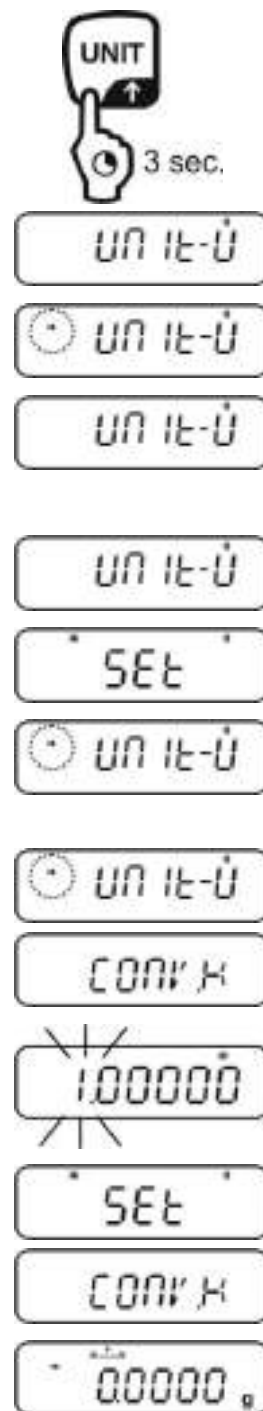 UNIT
3 sec.
UNIt-U
UNIt-U
UNIt-U
UNIt-U
SEt
UNIt-U
UNIt-U
CONV,K
1.00000
SEt
CONV,K
0.0000 g